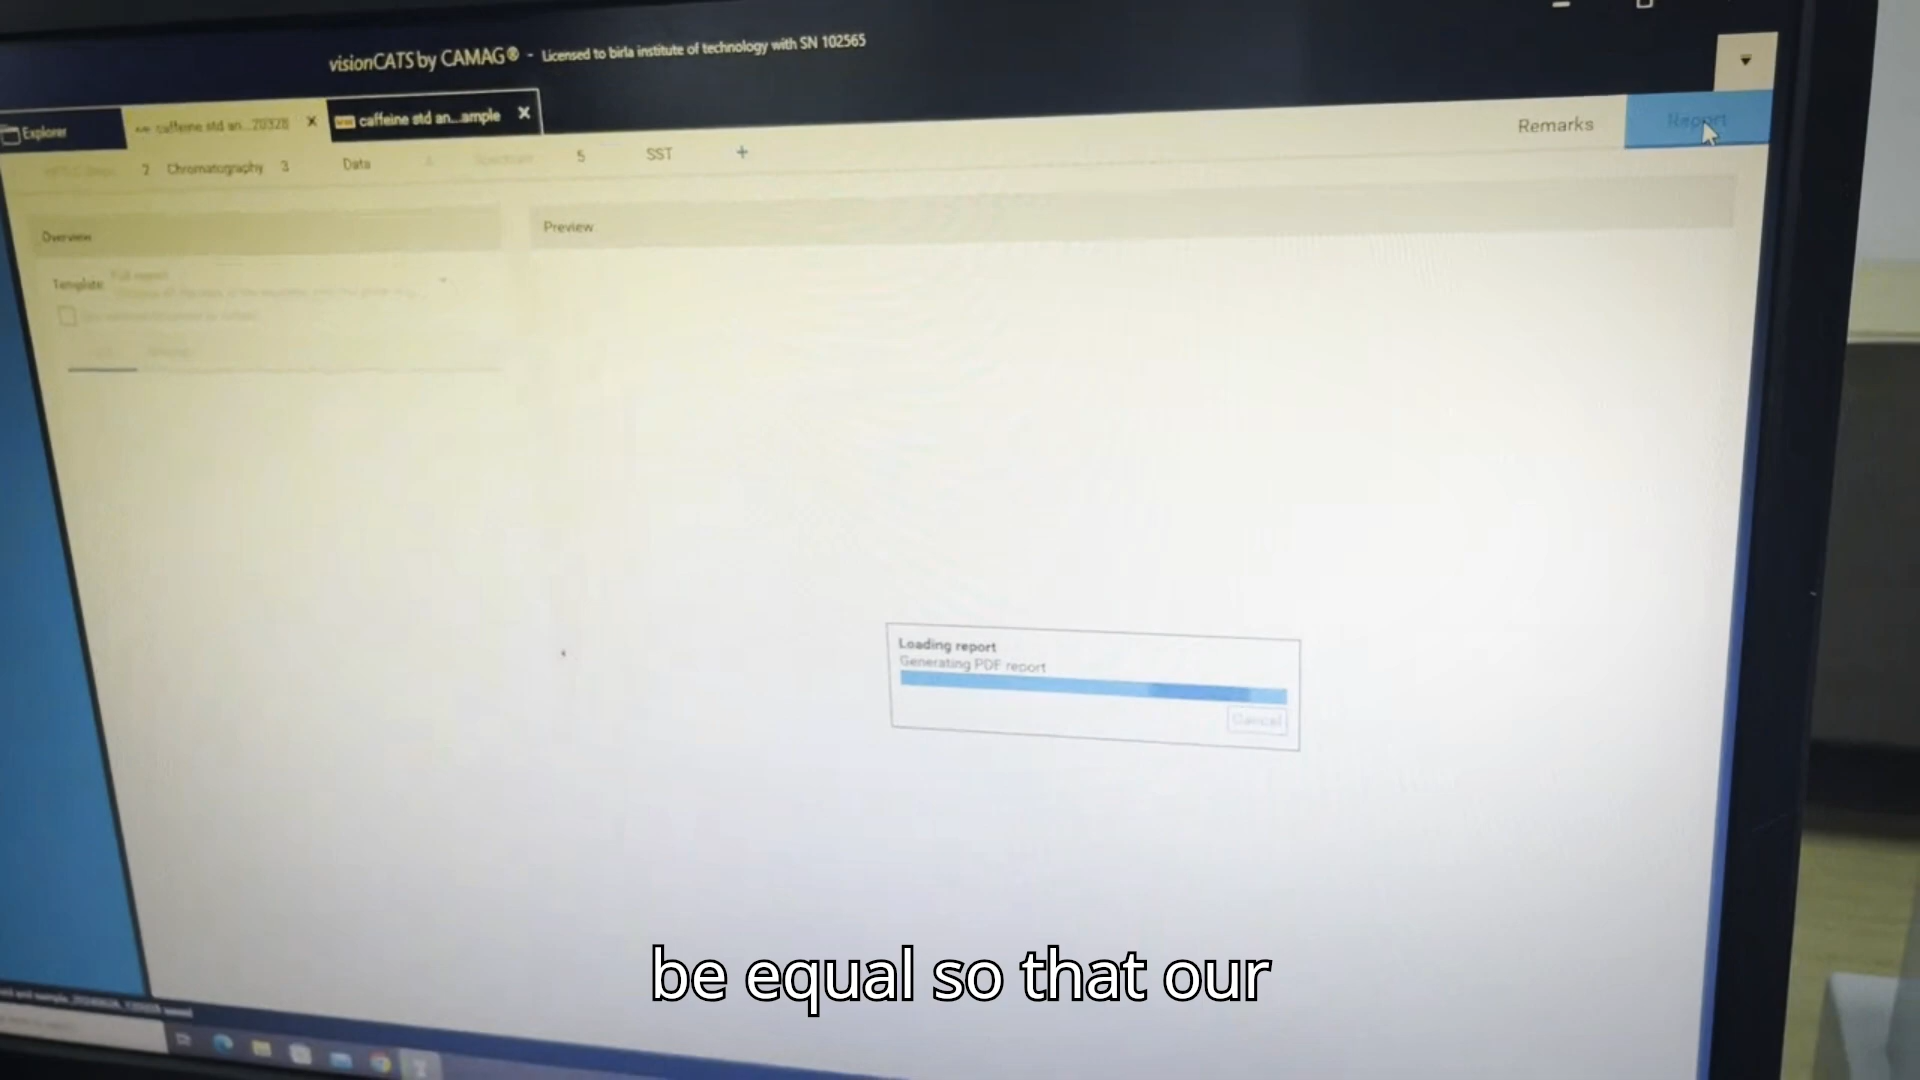 visionCATS by CAMAG® - Licensed to birla institute of technology with SN 102565
Explorer
caffeine std an...20328
caffeine std an...ample
2 Chromatography 3 Data 5 SST +
Remarks
Report
Overview
Preview
Template:
Loading report
Generating PDF report
Cancel
be equal so that our